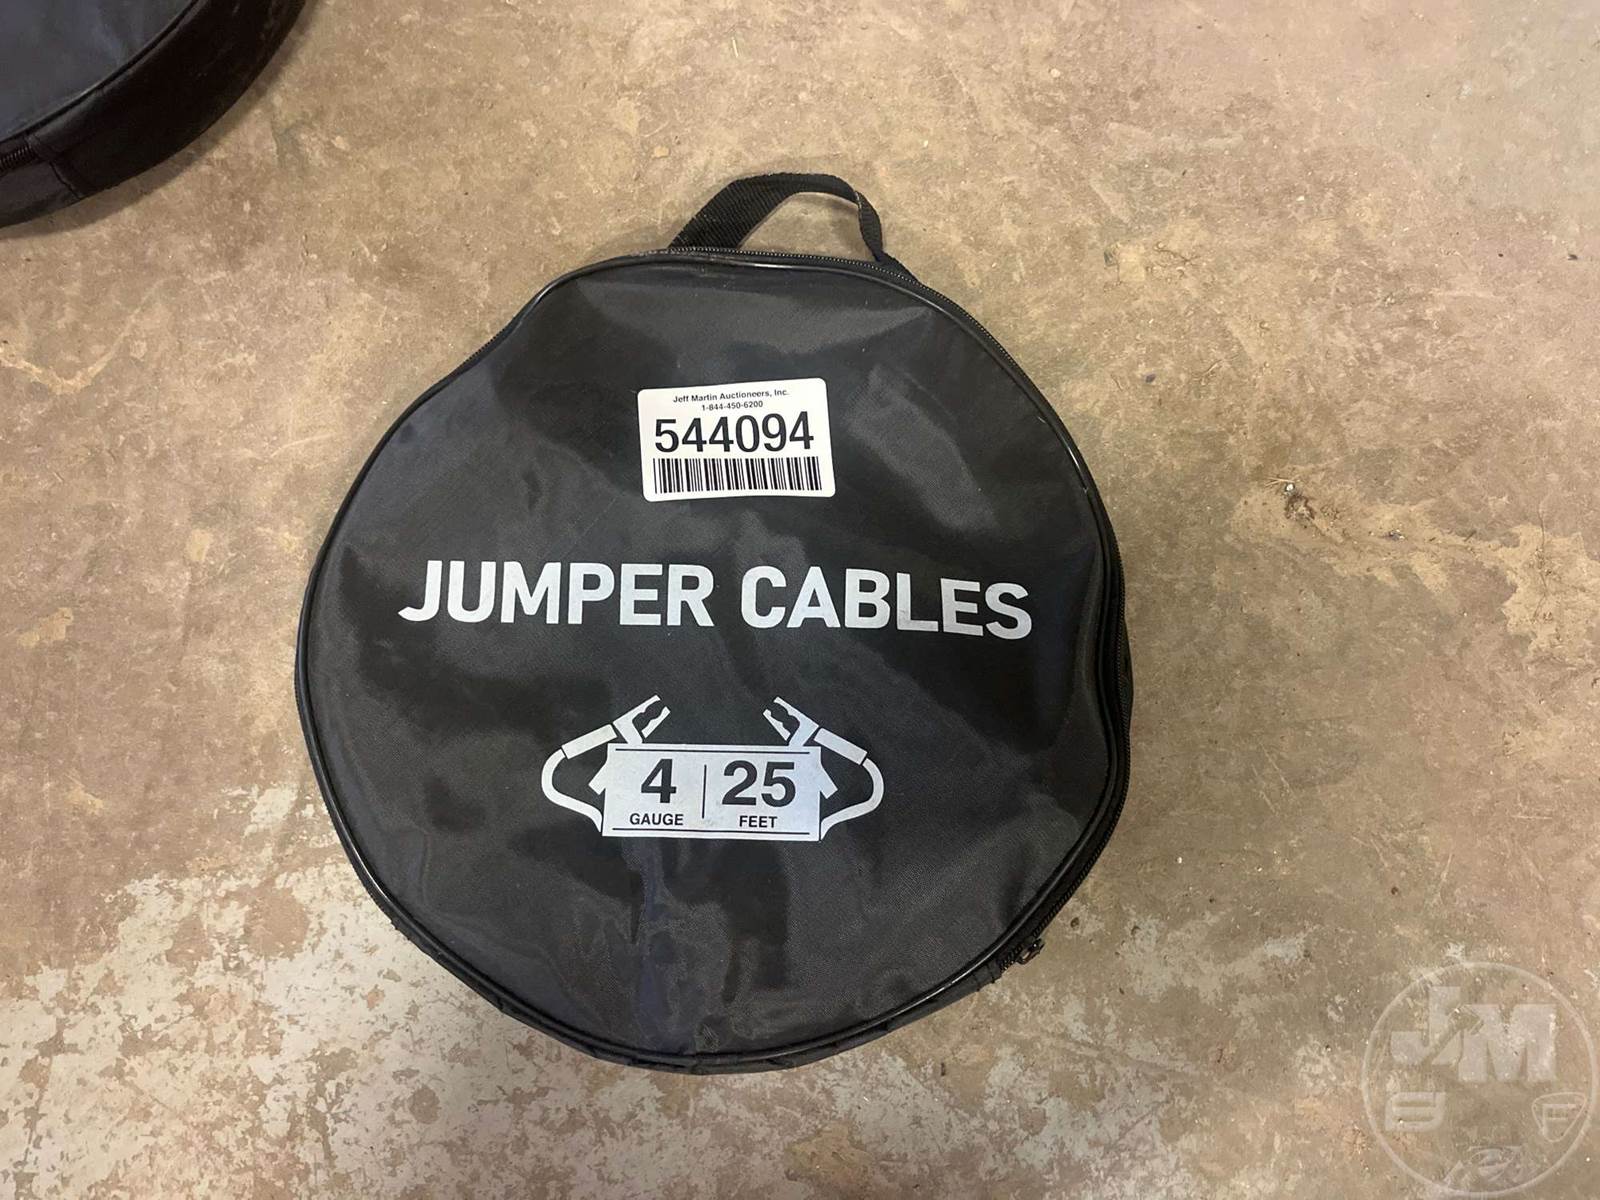 Jeff Martin Auctioneers, Inc.
1-844-450-6200
544094
JUMPER CABLES
4 25
GAUGE FEET
JM